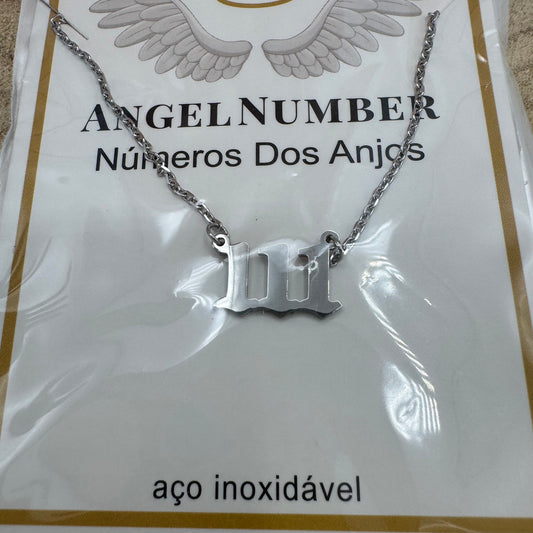 ANGEL NUMBER
Números Dos Anjos
111
aço inoxidável